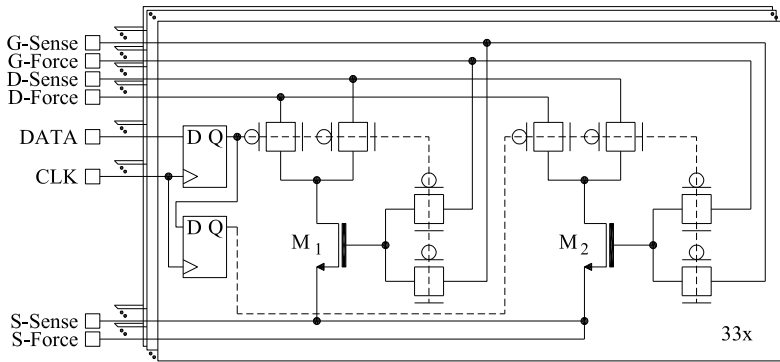 G-Sense
G-Force
D-Sense
D-Force
DATA
D Q
CLK
D Q
M1
M2
S-Sense
S-Force
33x